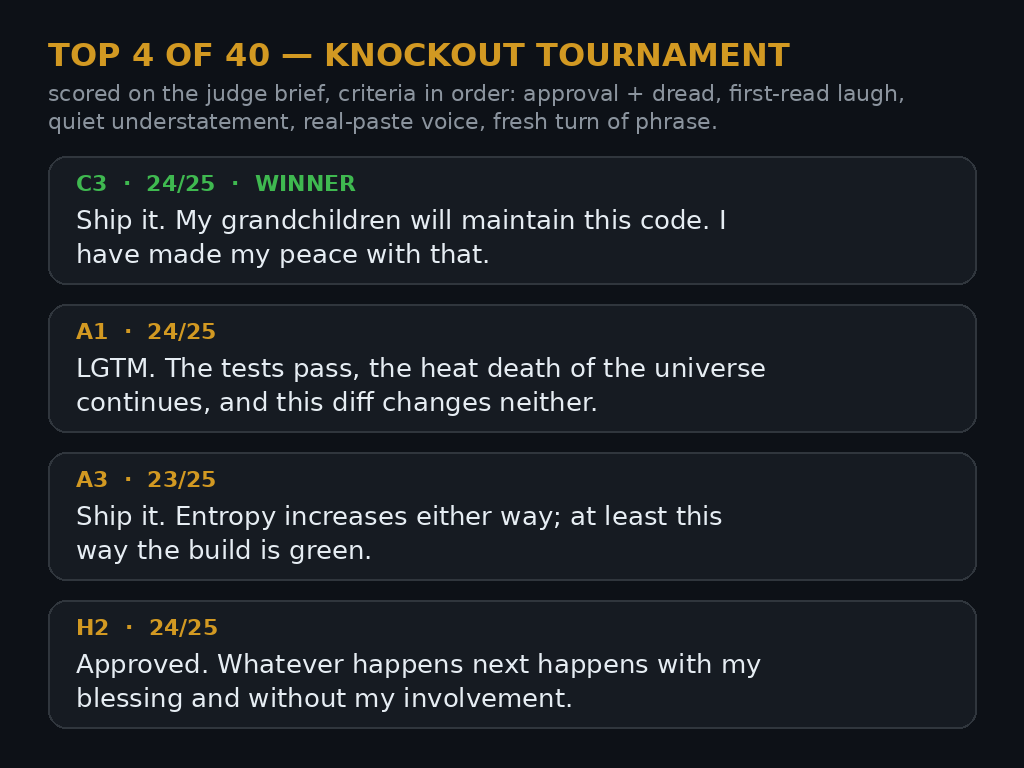 TOP 4 OF 40 — KNOCKOUT TOURNAMENT
scored on the judge brief, criteria in order: approval + dread, first-read laugh,
quiet understatement, real-paste voice, fresh turn of phrase.
C3 · 24/25 · WINNER
Ship it. My grandchildren will maintain this code. I
have made my peace with that.
A1 · 24/25
LGTM. The tests pass, the heat death of the universe
continues, and this diff changes neither.
A3 · 23/25
Ship it. Entropy increases either way; at least this
way the build is green.
H2 · 24/25
Approved. Whatever happens next happens with my
blessing and without my involvement.